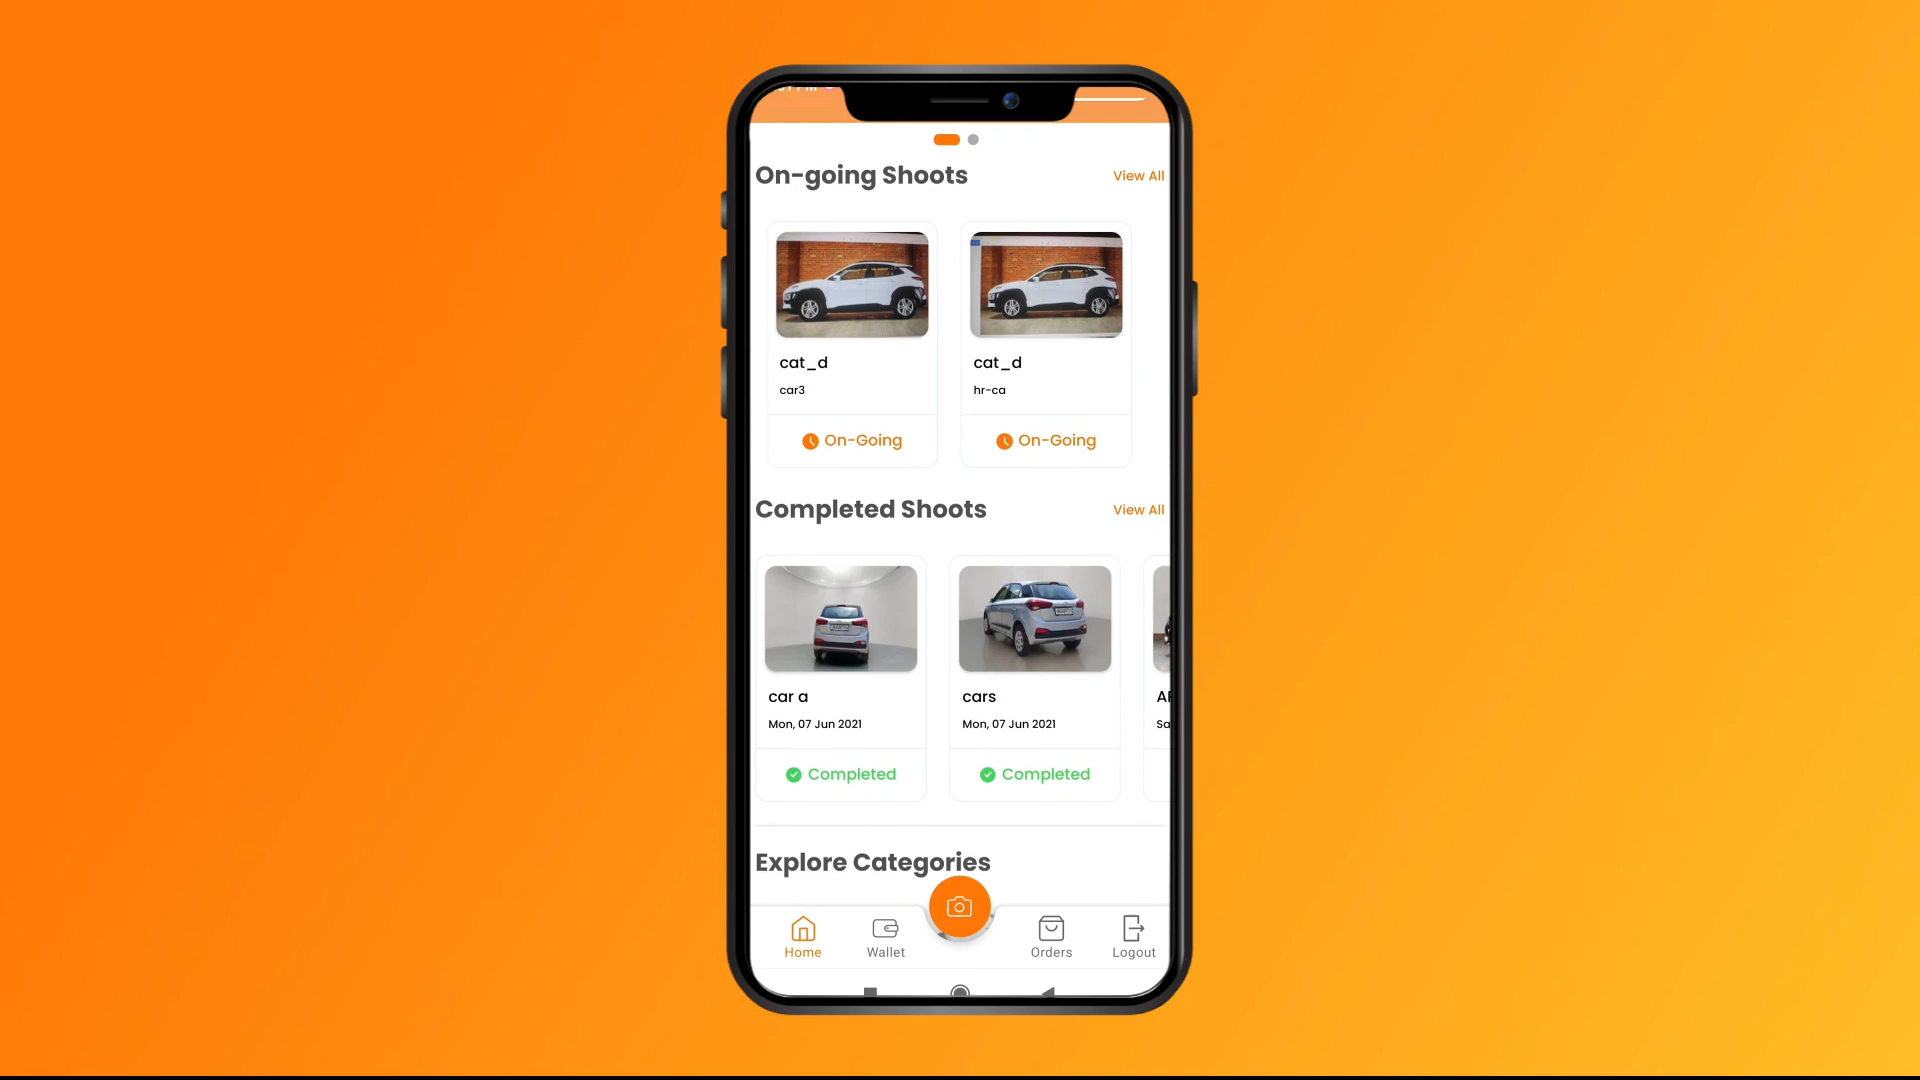 On-going Shoots
View All
cat_d
cat_d
car3
hr-ca
On-Going
On-Going
Completed Shoots
View All
car a
cars
Mon, 07 Jun 2021
Mon, 07 Jun 2021
Completed
Completed
Explore Categories
Home
Wallet
Orders
Logout